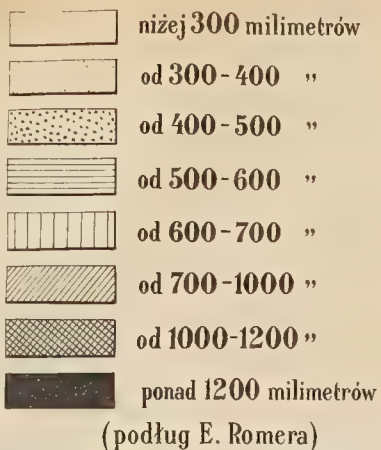 niżej 300 milimetrów
od 300-400 „
od 400-500 „
od 500-600 „
od 600-700 „
od 700-1000 „
od 1000-1200 „
ponad 1200 milimetrów
(podług E. Romera)